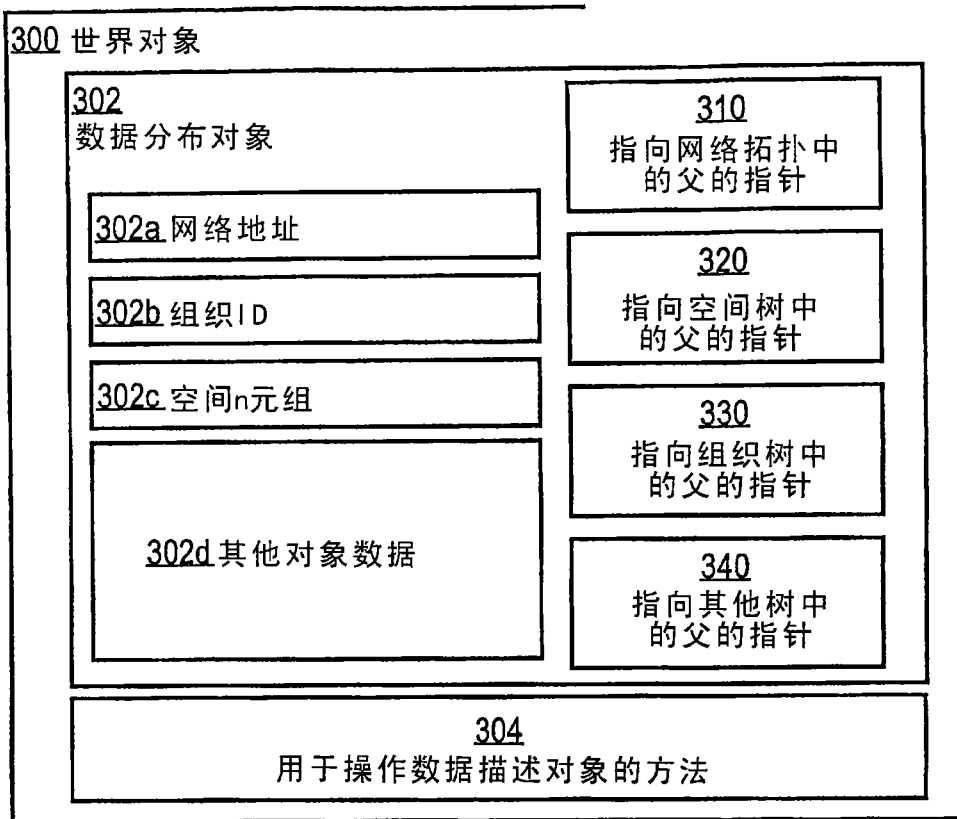 300 世界对象
302
数据分布对象
302a 网络地址
302b 组织ID
302c 空间n元组
302d 其他对象数据
310
指向网络拓扑中
的父的指针
320
指向空间树中
的父的指针
330
指向组织树中
的父的指针
340
指向其他树中
的父的指针
304
用于操作数据描述对象的方法